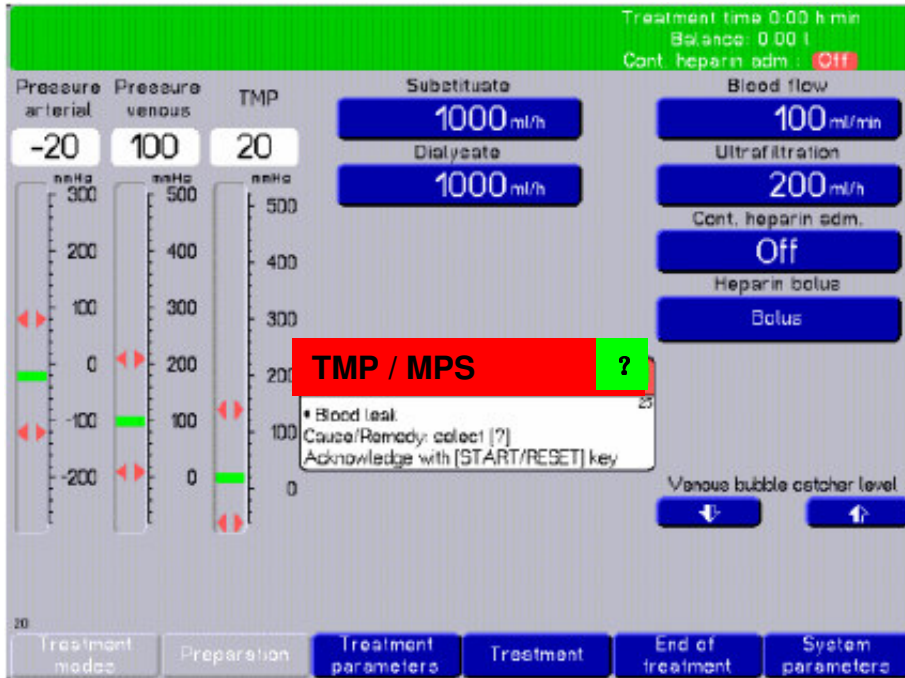 Treatment time 0:00 h:min
Balance: 0.00 l
Cont. heparin adm.: Off
Pressure arterial
Pressure venous
TMP
-20
100
20
mmHg
mmHg
mmHg
300
200
100
0
-100
-200
500
400
300
200
100
0
500
400
300
200
100
0
Substituate
1000 ml/h
Dialysate
1000 ml/h
Blood flow
100 ml/min
Ultrafiltration
200 ml/h
Cont. heparin adm.
Off
Heparin bolus
Bolus
TMP / MPS ?
25
• Blood leak
Cause/Remedy: select [?]
Acknowledge with [START/RESET] key
Venous bubble catcher level
20
Treatment modes
Preparation
Treatment parameters
Treatment
End of treatment
System parameters